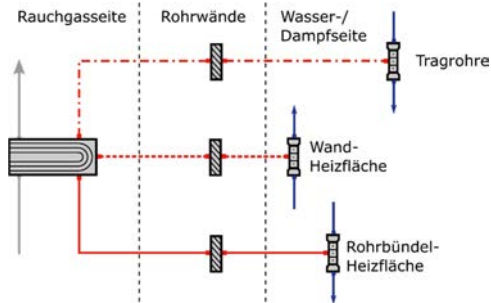 Rauchgasseite
Rohrwände
Wasser-/
Dampfseite
Tragrohre
Wand-
Heizfläche
Rohrbündel-
Heizfläche